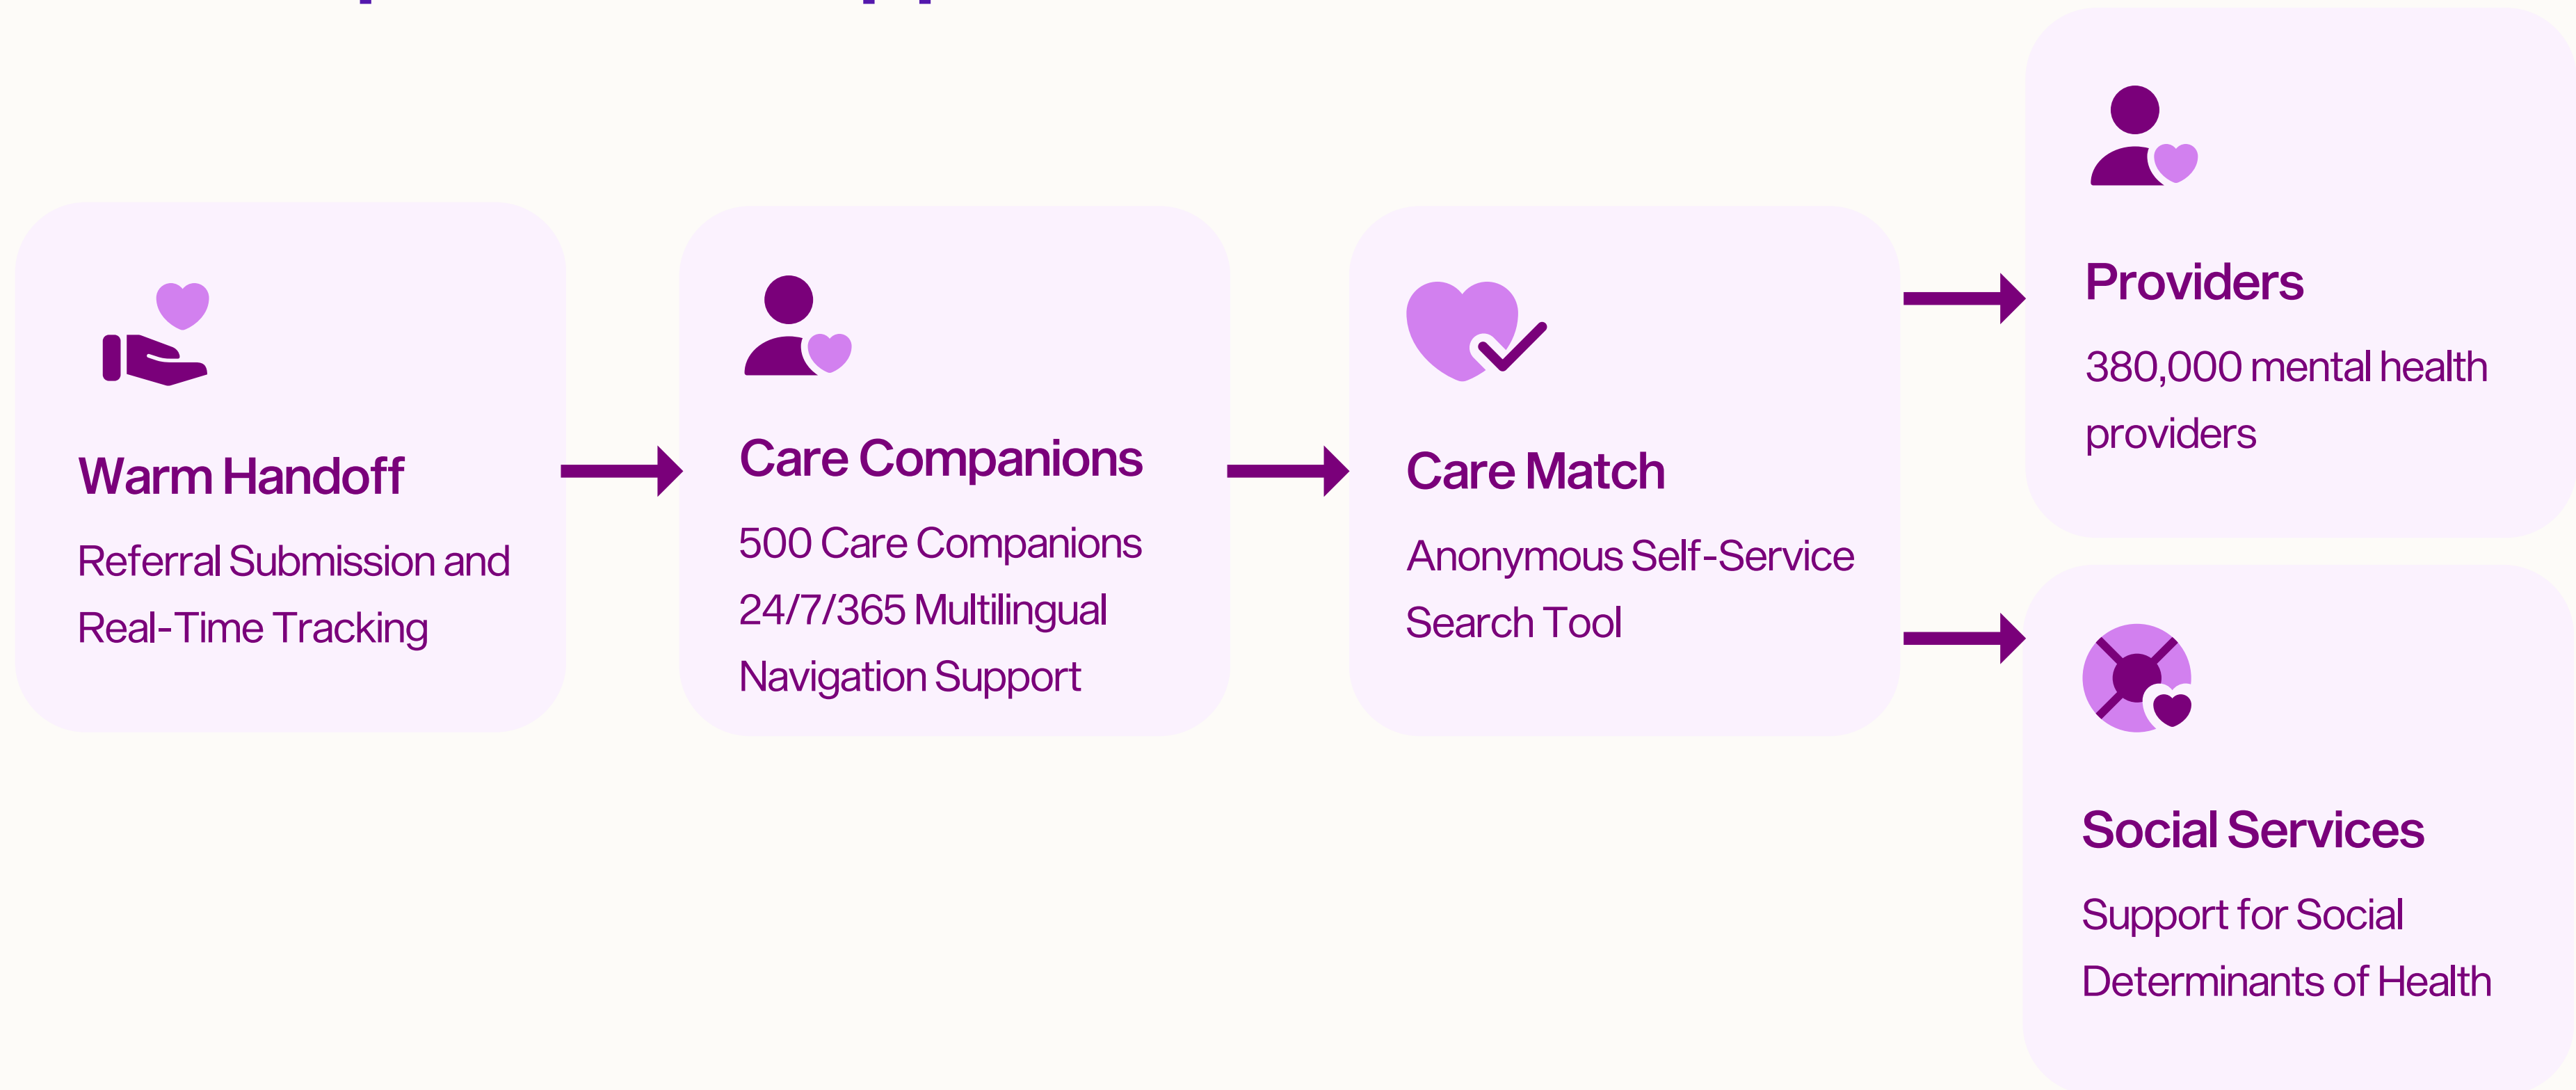 Warm Handoff
Referral Submission and
Real-Time Tracking
Care Companions
500 Care Companions
24/7/365 Multilingual
Navigation Support
Care Match
Anonymous Self-Service
Search Tool
Providers
380,000 mental health
providers
Social Services
Support for Social
Determinants of Health